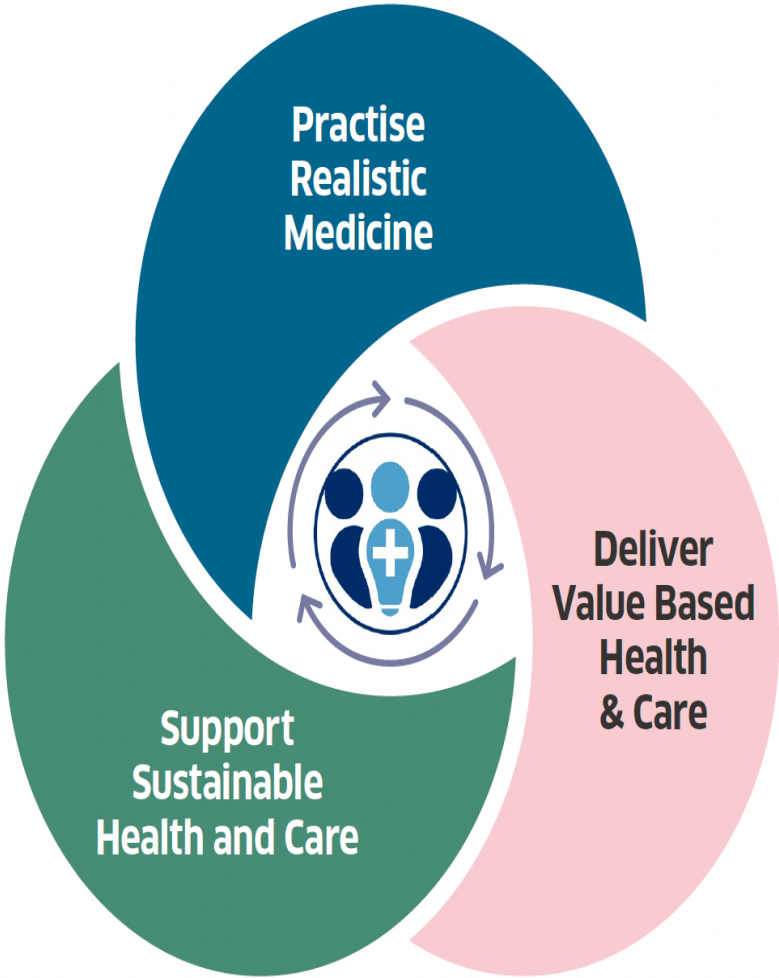 Practise
Realistic
Medicine
Deliver
Value Based
Health
& Care
Support
Sustainable
Health and Care